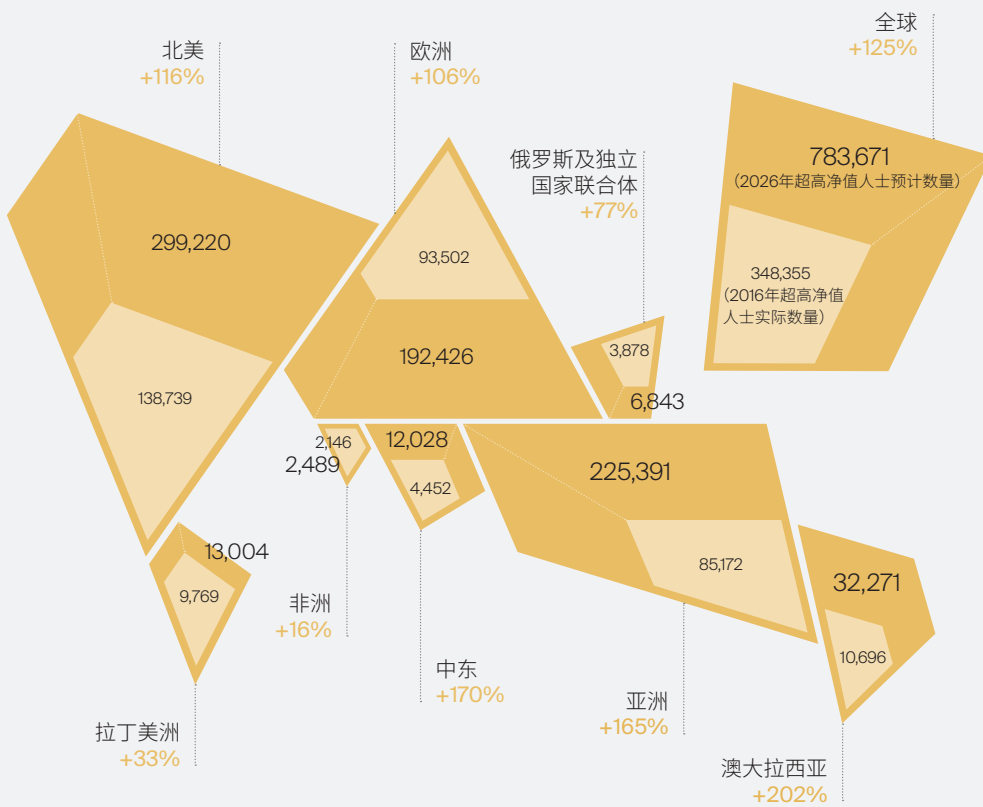 全球
+125%
北美
+116%
欧洲
+106%
783,671
（2026年超高净值人士预计数量）
俄罗斯及独立
国家联合体
+77%
299,220
93,502
348,355
（2016年超高净值
人士实际数量）
192,426
3,878
6,843
138,739
2,146
2,489
12,028
4,452
225,391
85,172
13,004
9,769
32,271
10,696
非洲
+16%
中东
+170%
亚洲
+165%
拉丁美洲
+33%
澳大拉西亚
+202%